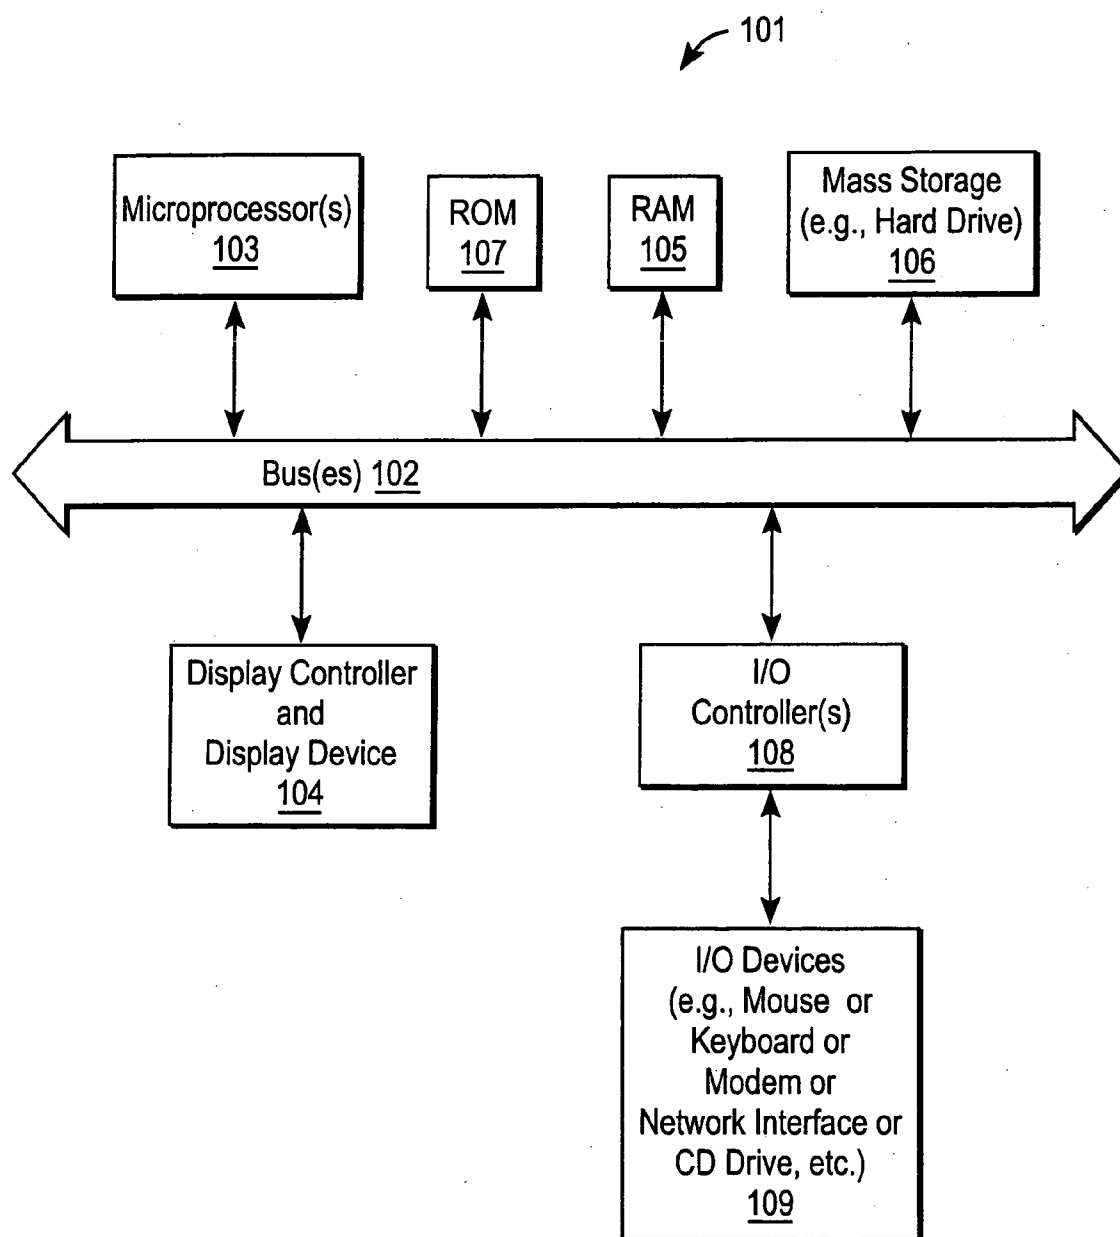 101
Microprocessor(s)
103
ROM
107
RAM
105
Mass Storage
(e.g., Hard Drive)
106
Bus(es) 102
Display Controller
and
Display Device
104
I/O
Controller(s)
108
I/O Devices
(e.g., Mouse or
Keyboard or
Modem or
Network Interface or
CD Drive, etc.)
109